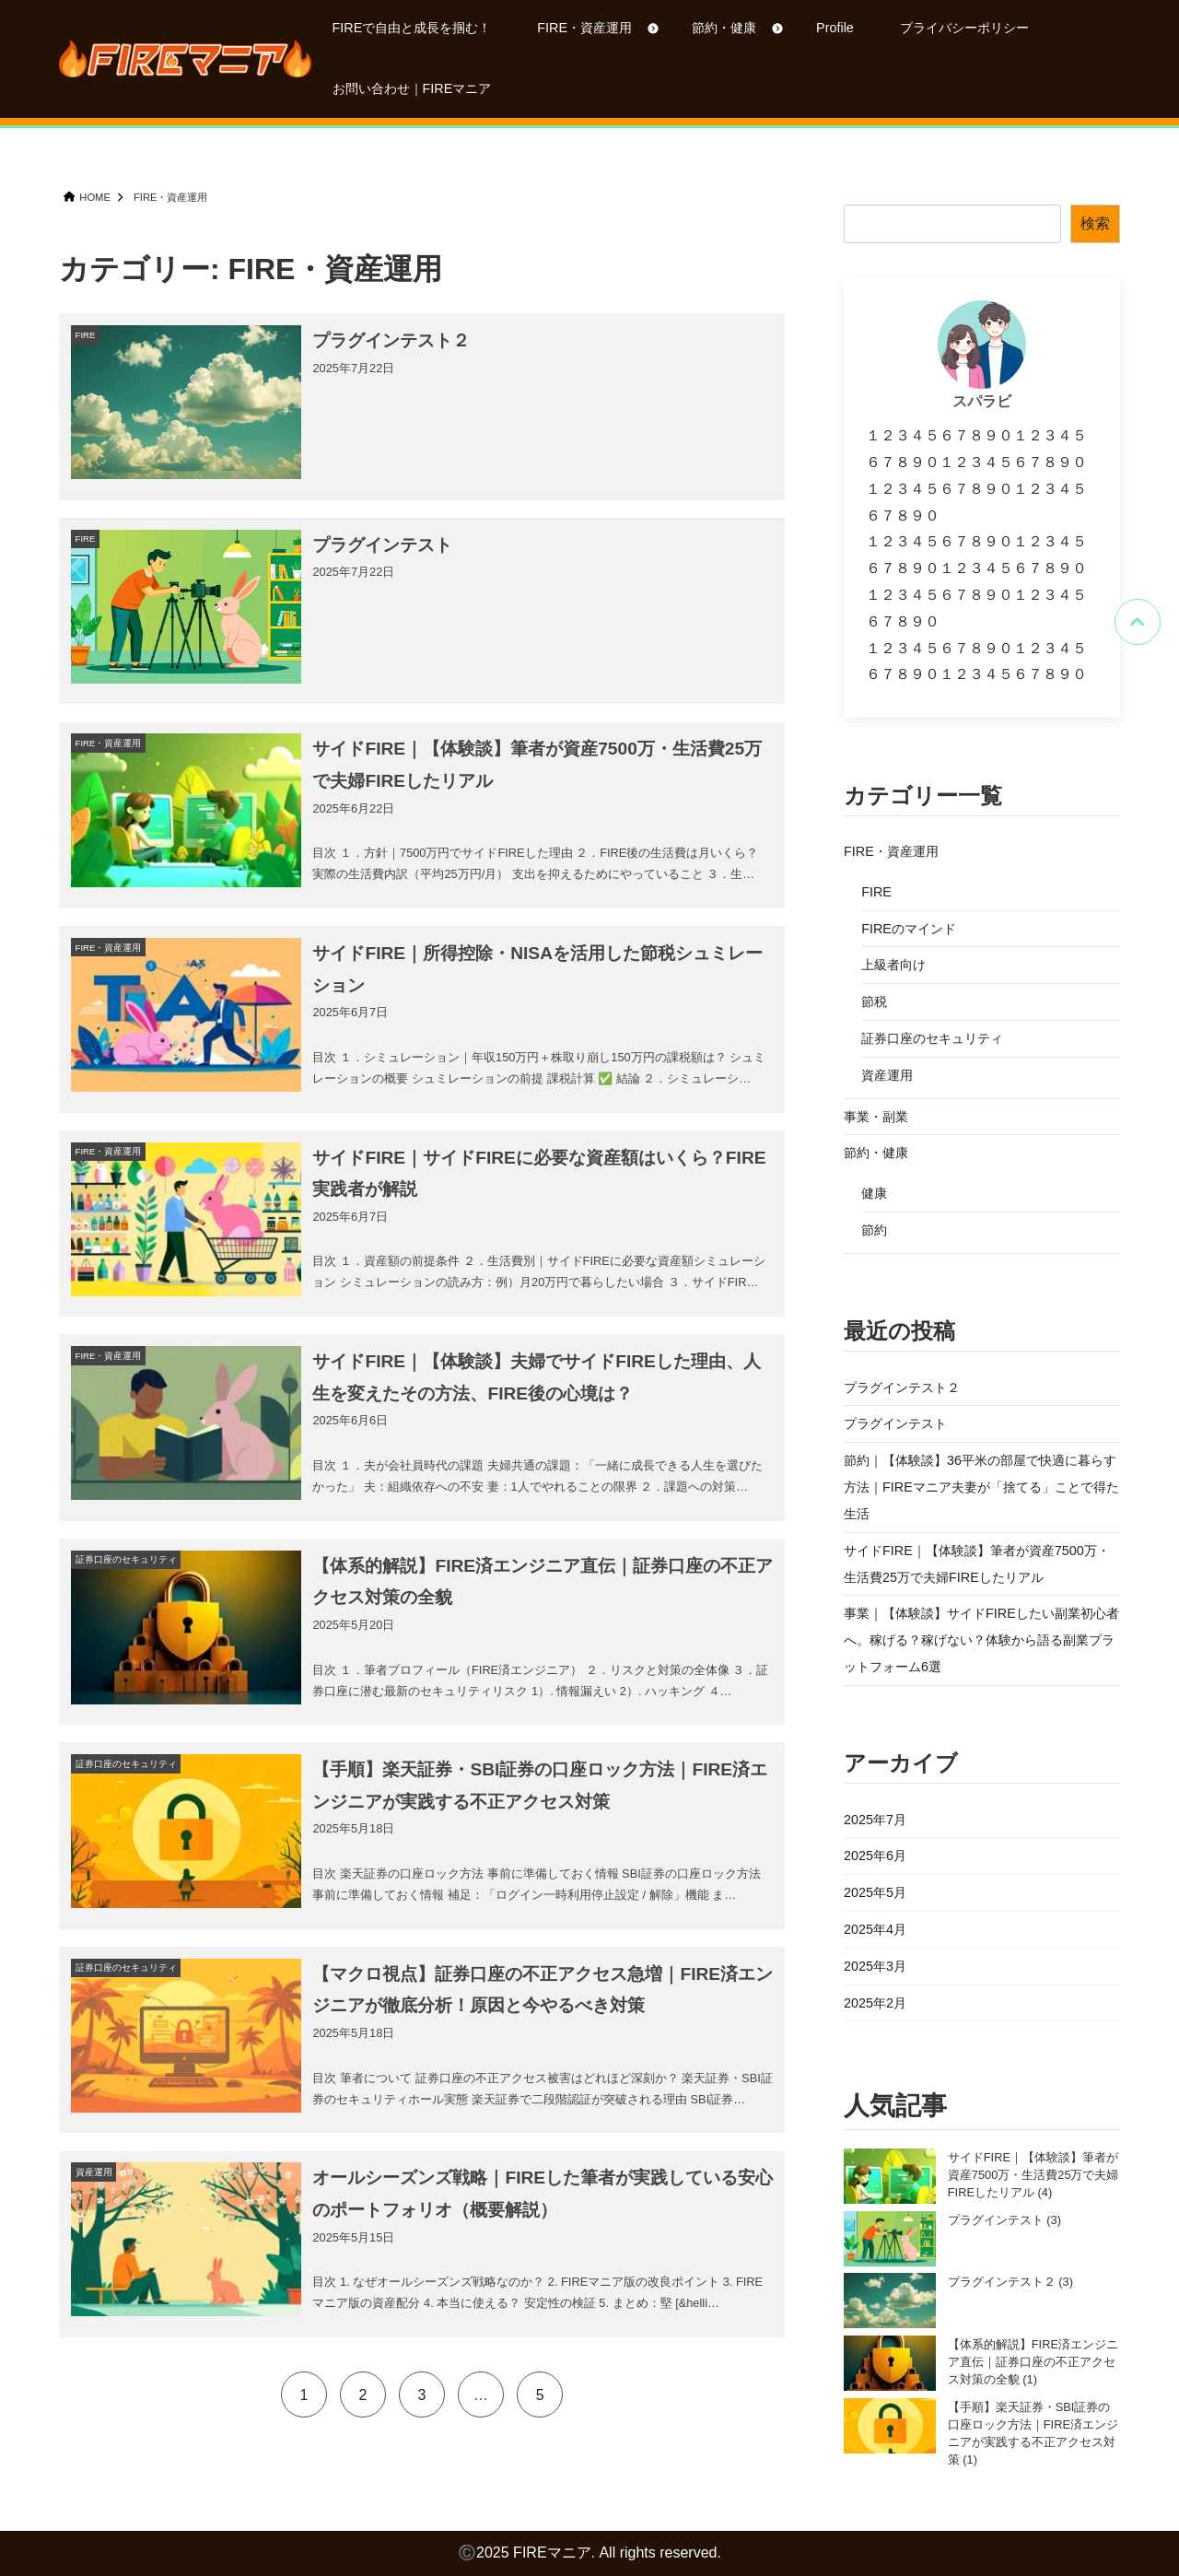 FIREマニア
FIREで自由と成長を掴む！
FIRE・資産運用
節約・健康
Profile
プライバシーポリシー
お問い合わせ｜FIREマニア
HOME
FIRE・資産運用
カテゴリー: FIRE・資産運用
FIRE
プラグインテスト２
2025年7月22日
FIRE
プラグインテスト
2025年7月22日
FIRE・資産運用
サイドFIRE｜【体験談】筆者が資産7500万・生活費25万
で夫婦FIREしたリアル
2025年6月22日
目次 １．方針｜7500万円でサイドFIREした理由 ２．FIRE後の生活費は月いくら？
実際の生活費内訳（平均25万円/月） 支出を抑えるためにやっていること ３．生…
FIRE・資産運用
サイドFIRE｜所得控除・NISAを活用した節税シュミレー
ション
2025年6月7日
目次 １．シミュレーション｜年収150万円＋株取り崩し150万円の課税額は？ シュミ
レーションの概要 シュミレーションの前提 課税計算 ✅ 結論 ２．シミュレーシ…
FIRE・資産運用
サイドFIRE｜サイドFIREに必要な資産額はいくら？FIRE
実践者が解説
2025年6月7日
目次 １．資産額の前提条件 ２．生活費別｜サイドFIREに必要な資産額シミュレーシ
ョン シミュレーションの読み方：例）月20万円で暮らしたい場合 ３．サイドFIR…
FIRE・資産運用
サイドFIRE｜【体験談】夫婦でサイドFIREした理由、人
生を変えたその方法、FIRE後の心境は？
2025年6月6日
目次 １．夫が会社員時代の課題 夫婦共通の課題：「一緒に成長できる人生を選びた
かった」 夫：組織依存への不安 妻：1人でやれることの限界 ２．課題への対策…
証券口座のセキュリティ
【体系的解説】FIRE済エンジニア直伝｜証券口座の不正ア
クセス対策の全貌
2025年5月20日
目次 １．筆者プロフィール（FIRE済エンジニア） ２．リスクと対策の全体像 ３．証
券口座に潜む最新のセキュリティリスク 1）. 情報漏えい 2）. ハッキング ４…
証券口座のセキュリティ
【手順】楽天証券・SBI証券の口座ロック方法｜FIRE済エ
ンジニアが実践する不正アクセス対策
2025年5月18日
目次 楽天証券の口座ロック方法 事前に準備しておく情報 SBI証券の口座ロック方法
事前に準備しておく情報 補足：「ログイン一時利用停止設定 / 解除」機能 ま…
証券口座のセキュリティ
【マクロ視点】証券口座の不正アクセス急増｜FIRE済エン
ジニアが徹底分析！原因と今やるべき対策
2025年5月18日
目次 筆者について 証券口座の不正アクセス被害はどれほど深刻か？ 楽天証券・SBI証
券のセキュリティホール実態 楽天証券で二段階認証が突破される理由 SBI証券…
資産運用
オールシーズンズ戦略｜FIREした筆者が実践している安心
のポートフォリオ（概要解説）
2025年5月15日
目次 1. なぜオールシーズンズ戦略なのか？ 2. FIREマニア版の改良ポイント 3. FIRE
マニア版の資産配分 4. 本当に使える？ 安定性の検証 5. まとめ：堅 [&helli…
1 2 3 … 5
検索
スパラビ
１２３４５６７８９０１２３４５
６７８９０１２３４５６７８９０
１２３４５６７８９０１２３４５
６７８９０
１２３４５６７８９０１２３４５
６７８９０１２３４５６７８９０
１２３４５６７８９０１２３４５
６７８９０
１２３４５６７８９０１２３４５
６７８９０１２３４５６７８９０
カテゴリー一覧
FIRE・資産運用
FIRE
FIREのマインド
上級者向け
節税
証券口座のセキュリティ
資産運用
事業・副業
節約・健康
健康
節約
最近の投稿
プラグインテスト２
プラグインテスト
節約｜【体験談】36平米の部屋で快適に暮らす
方法｜FIREマニア夫妻が「捨てる」ことで得た
生活
サイドFIRE｜【体験談】筆者が資産7500万・
生活費25万で夫婦FIREしたリアル
事業｜【体験談】サイドFIREしたい副業初心者
へ。稼げる？稼げない？体験から語る副業プラ
ットフォーム6選
アーカイブ
2025年7月
2025年6月
2025年5月
2025年4月
2025年3月
2025年2月
人気記事
サイドFIRE｜【体験談】筆者が
資産7500万・生活費25万で夫婦
FIREしたリアル (4)
プラグインテスト (3)
プラグインテスト２ (3)
【体系的解説】FIRE済エンジニ
ア直伝｜証券口座の不正アクセ
ス対策の全貌 (1)
【手順】楽天証券・SBI証券の
口座ロック方法｜FIRE済エンジ
ニアが実践する不正アクセス対
策 (1)
©2025 FIREマニア. All rights reserved.